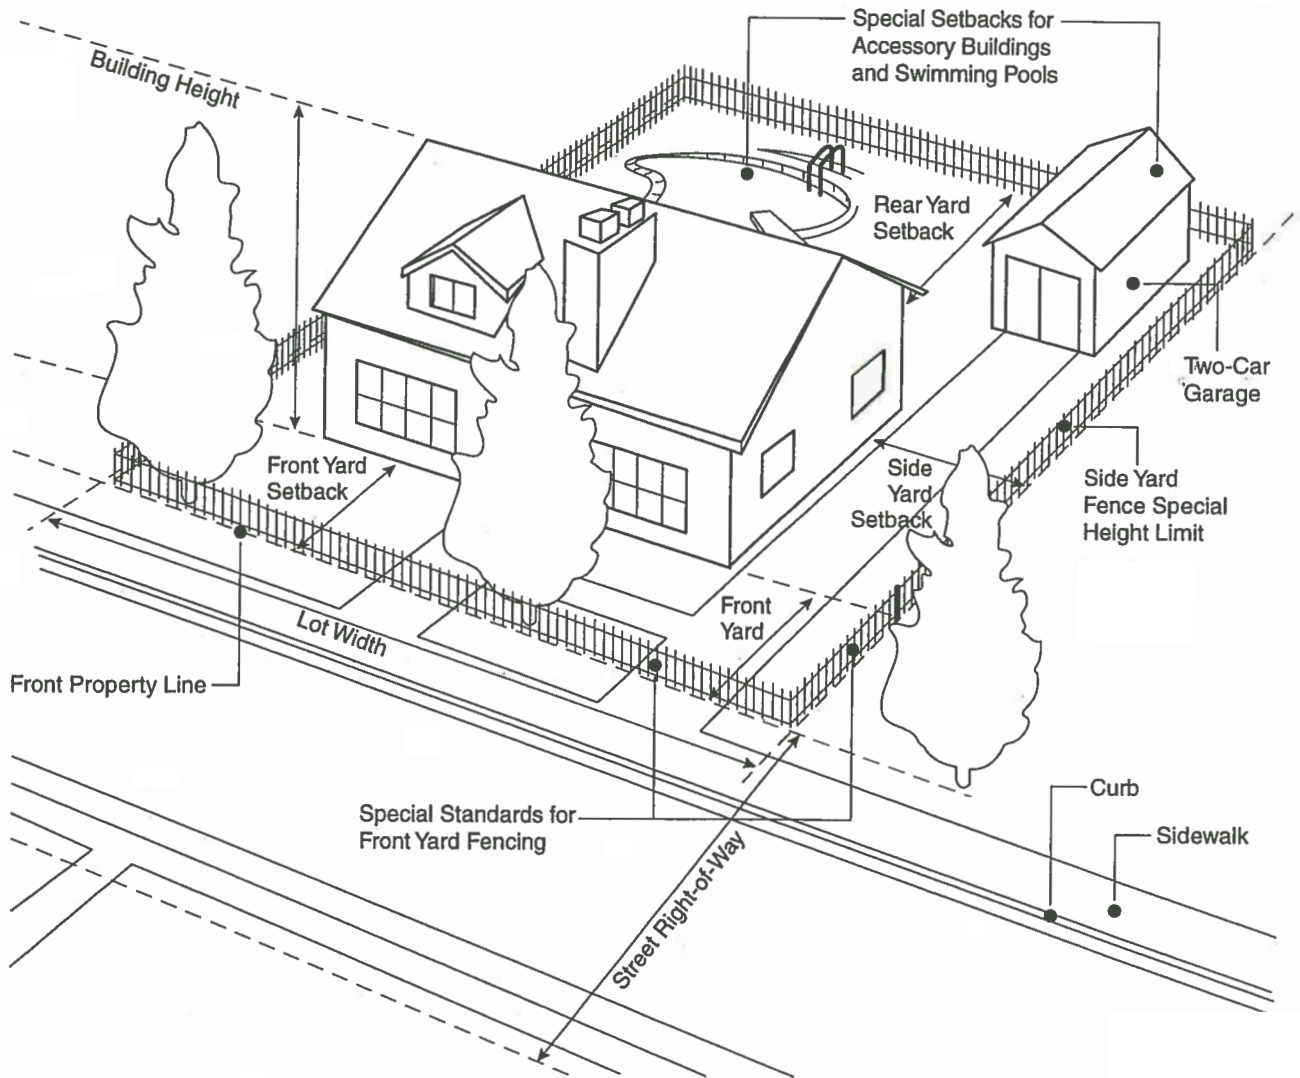 Special Setbacks for
Accessory Buildings
and Swimming Pools
Building Height
Rear Yard
Setback
Two-Car
Garage
Front Yard
Setback
Side
Yard
Setback
Side Yard
Fence Special
Height Limit
Front
Yard
Lot Width
Front Property Line
Special Standards for
Front Yard Fencing
Curb
Sidewalk
Street Right-of-Way